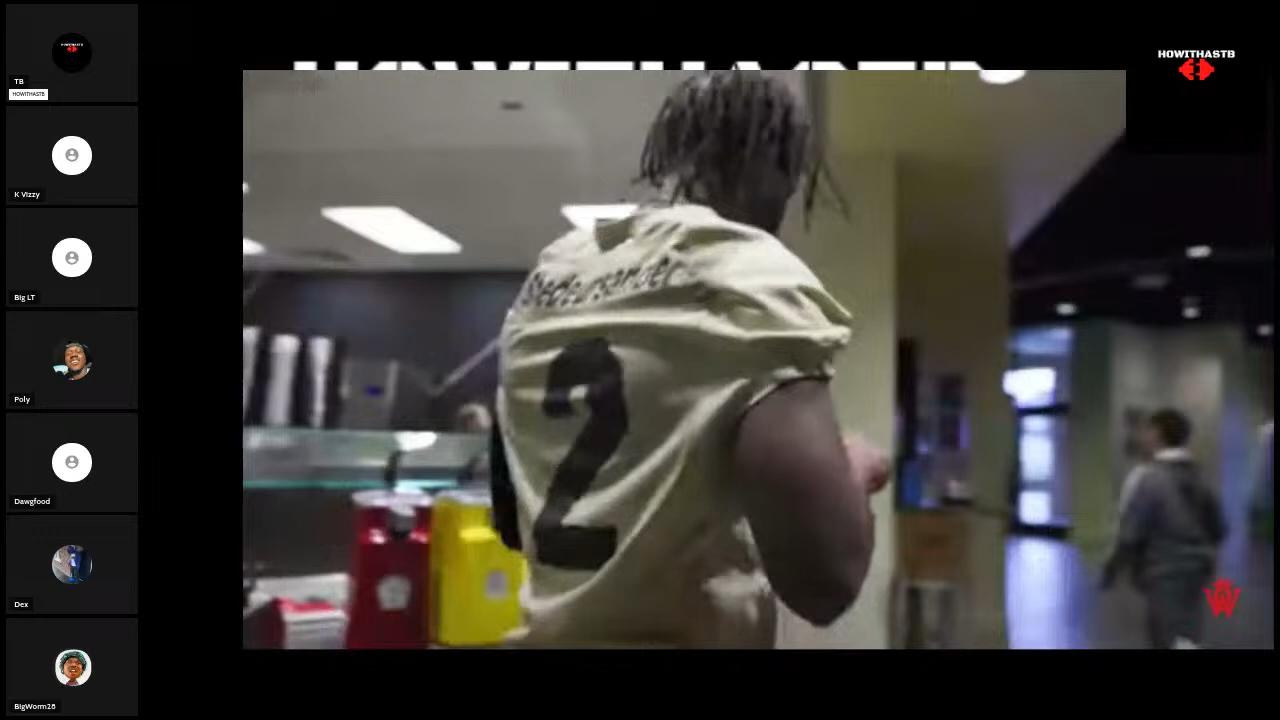 TB
HOWITHASTB
K Vizzy
Big LT
Poly
Dawgfood
Dex
BigWorm28
HOWITHASTB
2